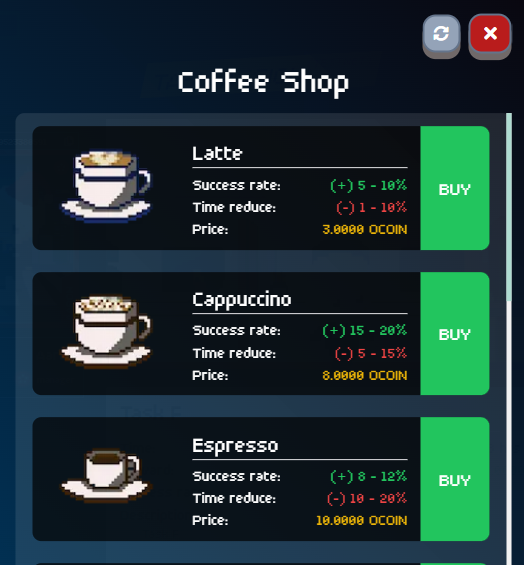 Coffee Shop
Latte
Success rate: (+) 5 - 10%
Time reduce: (-) 1 - 10%
Price: 3.0000 OCOIN
BUY
Cappuccino
Success rate: (+) 15 - 20%
Time reduce: (-) 5 - 15%
Price: 8.0000 OCOIN
BUY
Espresso
Success rate: (+) 8 - 12%
Time reduce: (-) 10 - 20%
Price: 10.0000 OCOIN
BUY